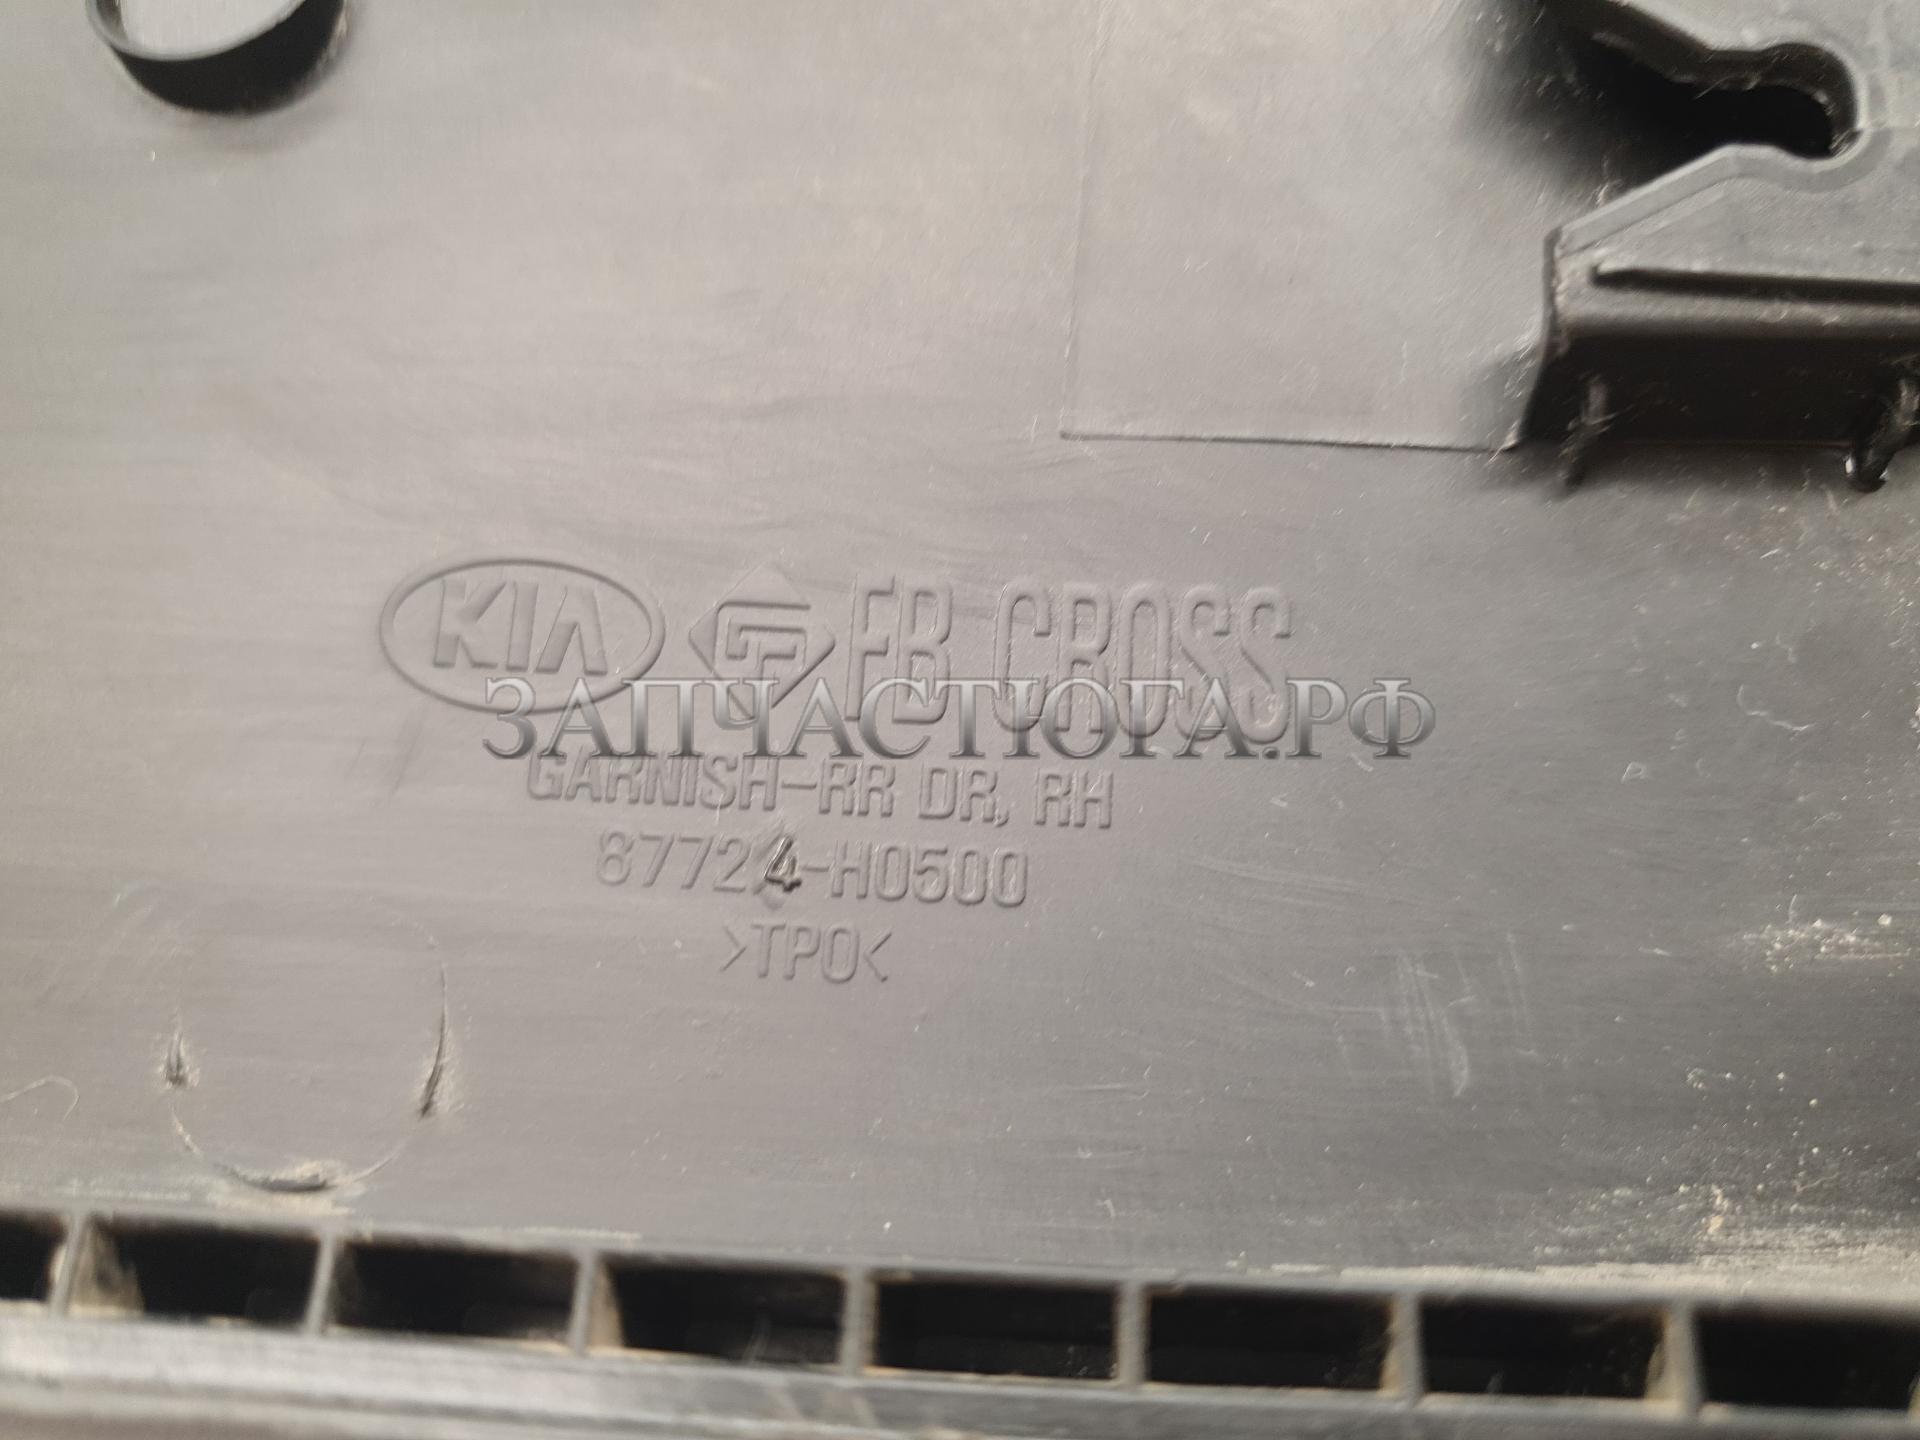 KIA FB CROSS
ЗАПЧАСТЮГА.РФ
GARNISH-RR DR, RH
87724-H0500
>TPO<